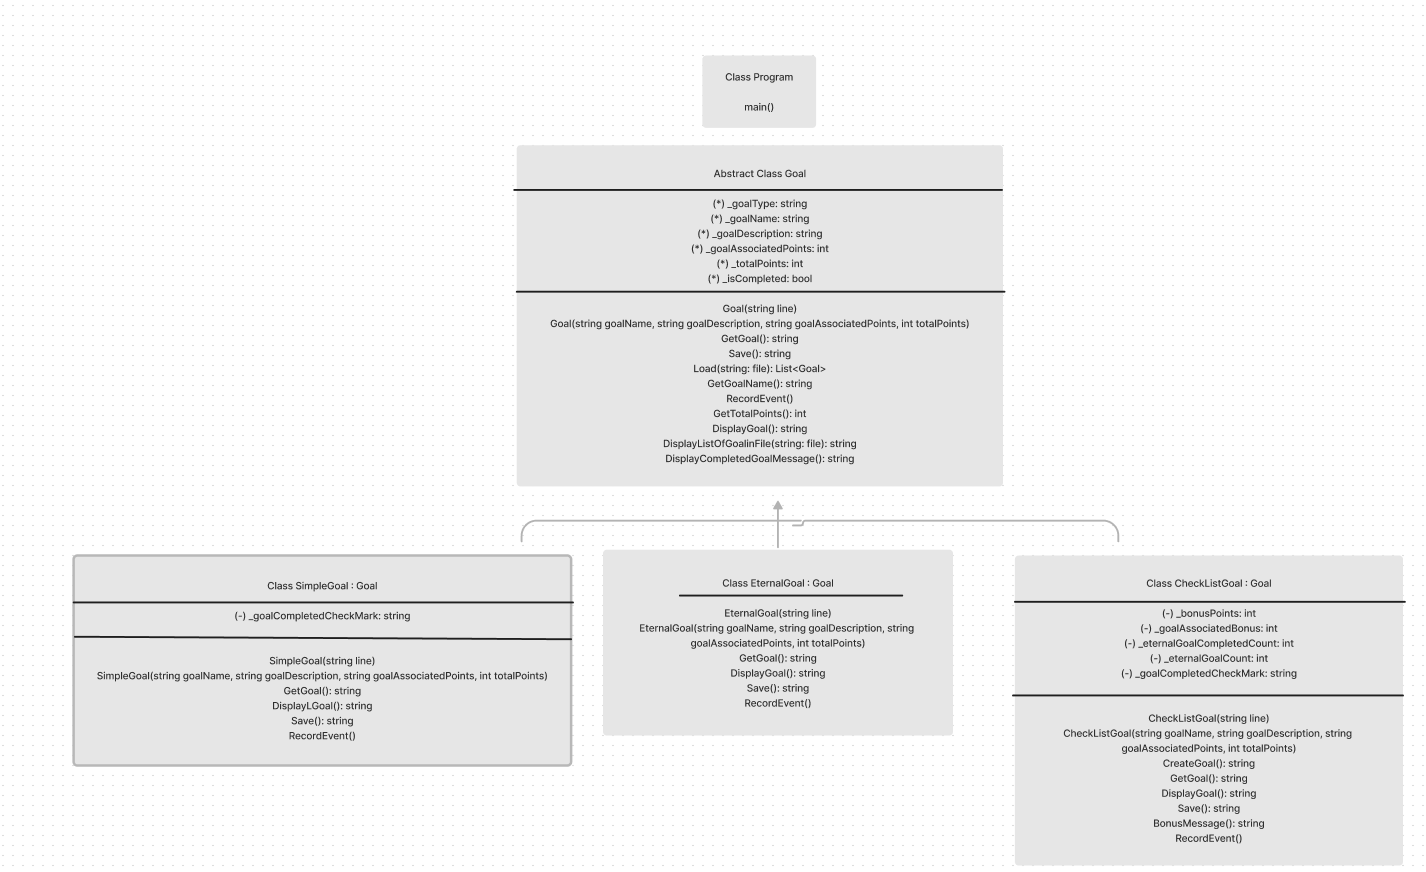 Class Program
main()
Abstract Class Goal
(*) _goalType: string
(*) _goalName: string
(*) _goalDescription: string
(*) _goalAssociatedPoints: int
(*) _totalPoints: int
(*) _isCompleted: bool
Goal(string line)
Goal(string goalName, string goalDescription, string goalAssociatedPoints, int totalPoints)
GetGoal(): string
Save(): string
Load(string: file): List<Goal>
GetGoalName(): string
RecordEvent()
GetTotalPoints(): int
DisplayGoal(): string
DisplayListOfGoalinFile(string: file): string
DisplayCompletedGoalMessage(): string
Class SimpleGoal : Goal
(-) _goalCompletedCheckMark: string
SimpleGoal(string line)
SimpleGoal(string goalName, string goalDescription, string goalAssociatedPoints, int totalPoints)
GetGoal(): string
DisplayLGoal(): string
Save(): string
RecordEvent()
Class EternalGoal : Goal
EternalGoal(string line)
EternalGoal(string goalName, string goalDescription, string
goalAssociatedPoints, int totalPoints)
GetGoal(): string
DisplayGoal(): string
Save(): string
RecordEvent()
Class CheckListGoal : Goal
(-) _bonusPoints: int
(-) _goalAssociatedBonus: int
(-) _eternalGoalCompletedCount: int
(-) _eternalGoalCount: int
(-) _goalCompletedCheckMark: string
CheckListGoal(string line)
CheckListGoal(string goalName, string goalDescription, string
goalAssociatedPoints, int totalPoints)
CreateGoal(): string
GetGoal(): string
DisplayGoal(): string
Save(): string
BonusMessage(): string
RecordEvent()